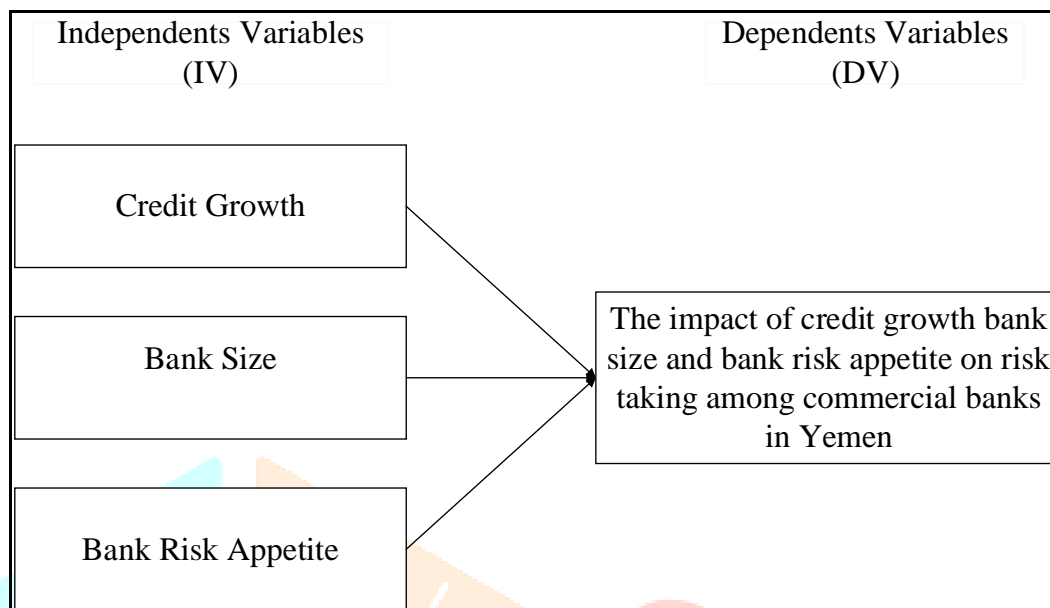 Independents Variables
(IV)
Dependents Variables
(DV)
Credit Growth
Bank Size
Bank Risk Appetite
The impact of credit growth bank
size and bank risk appetite on risk
taking among commercial banks
in Yemen